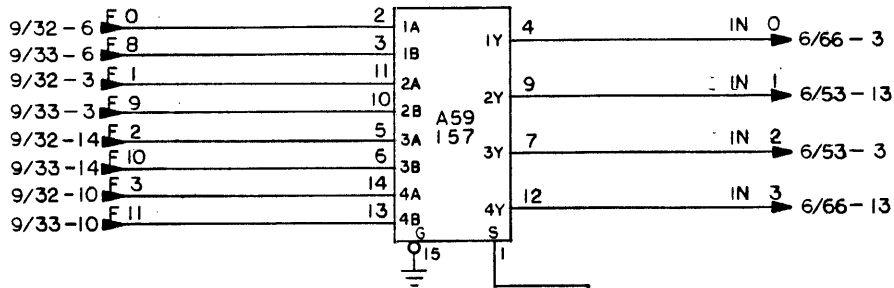 9/32-6 F 0 2 1A 1Y 4 IN 0 6/66-3
9/33-6 F 8 3 1B
9/32-3 F 1 11 2A 2Y 9 IN 1 6/53-13
9/33-3 F 9 10 2B
A59
157
9/32-14 F 2 5 3A 3Y 7 IN 2 6/53-3
9/33-14 F 10 6 3B
9/32-10 F 3 14 4A 4Y 12 IN 3 6/66-13
9/33-10 F 11 13 4B
G S
15 1